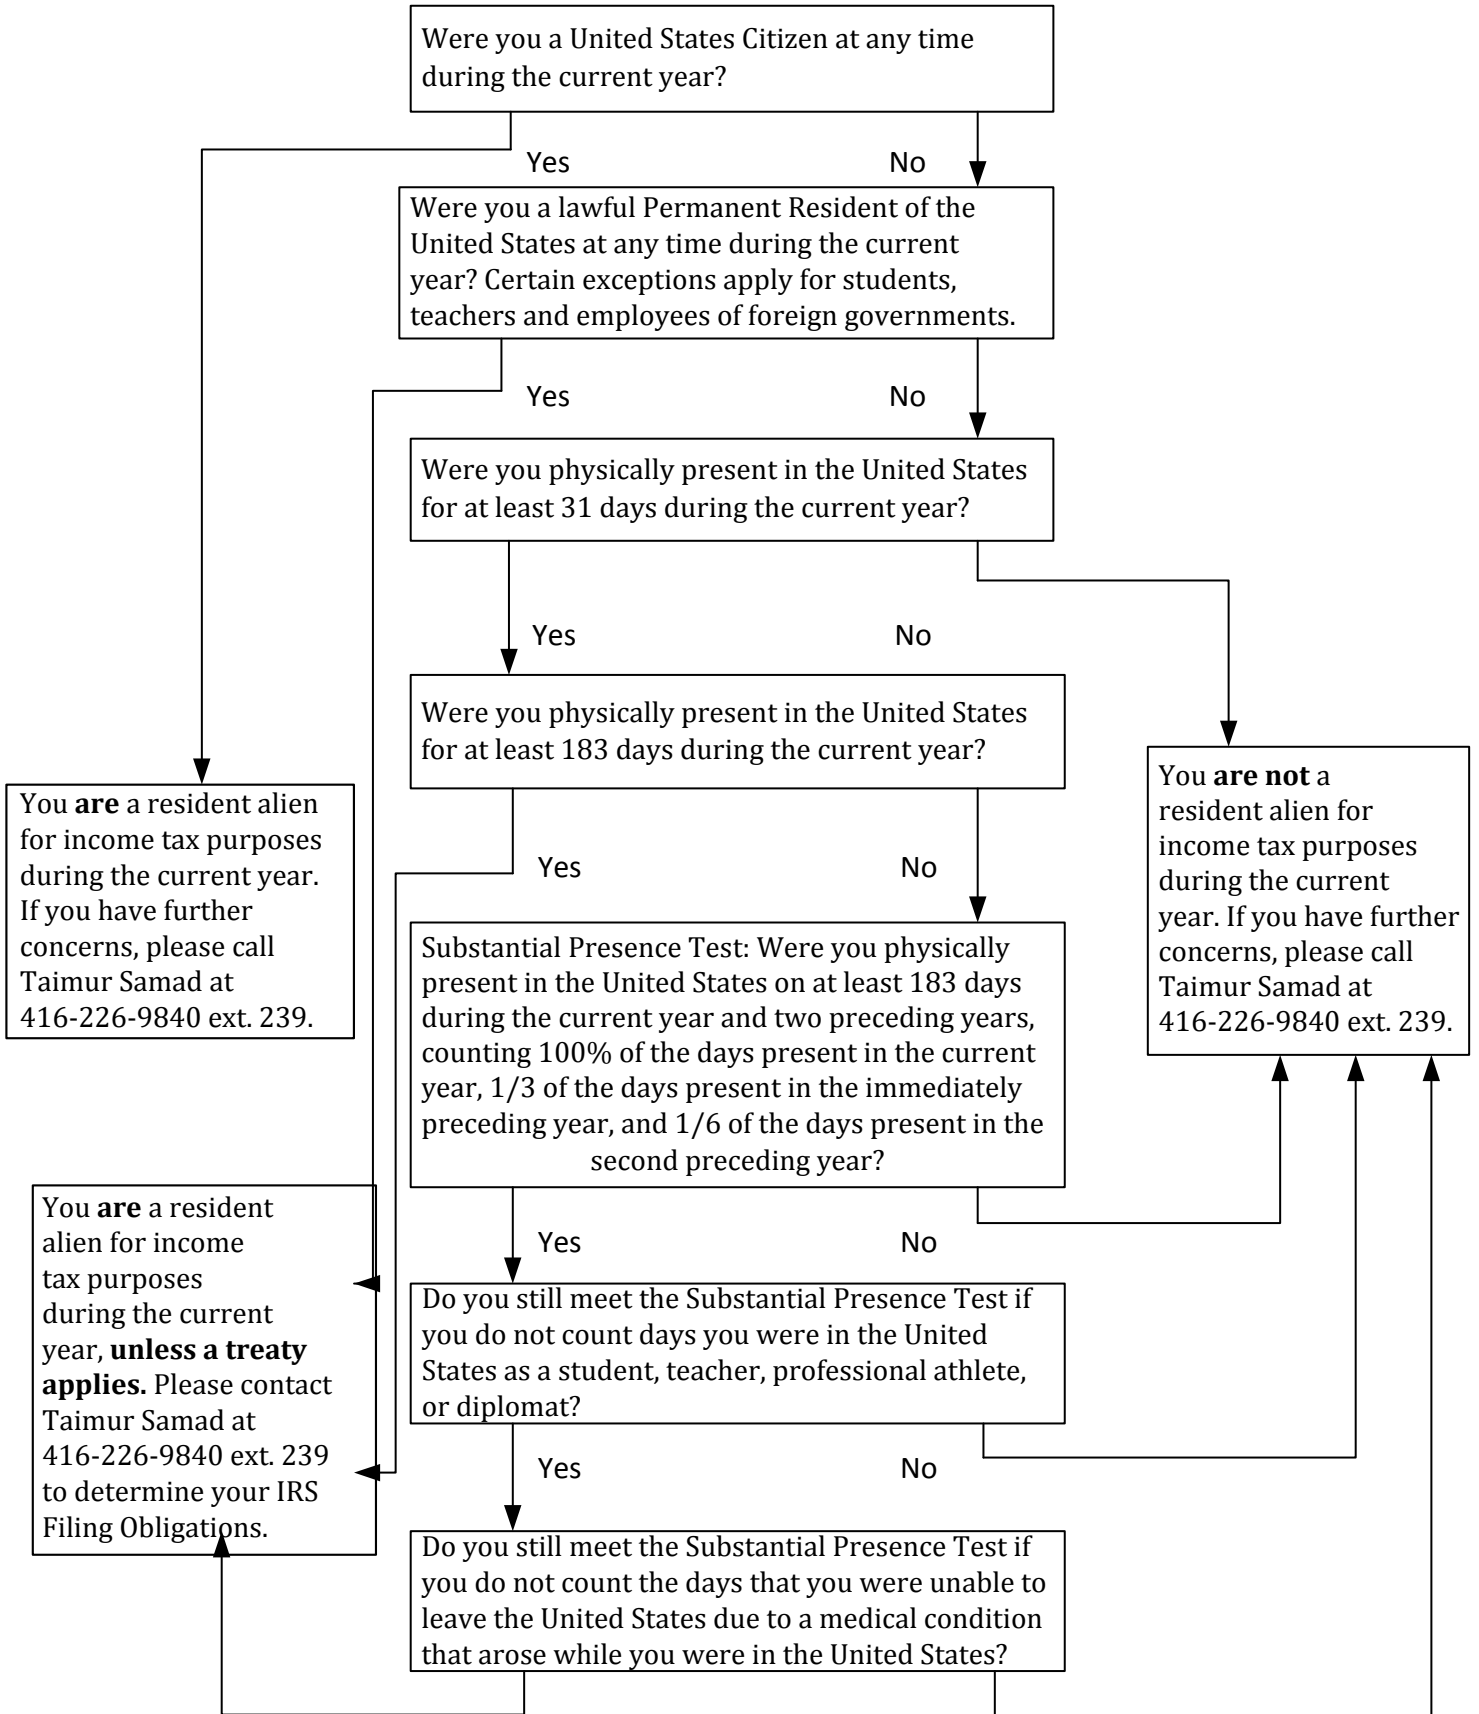 Were you a United States Citizen at any time
during the current year?
Yes
No
Were you a lawful Permanent Resident of the
United States at any time during the current
year? Certain exceptions apply for students,
teachers and employees of foreign governments.
Yes
No
Were you physically present in the United States
for at least 31 days during the current year?
Yes
No
Were you physically present in the United States
for at least 183 days during the current year?
You are a resident alien
for income tax purposes
during the current year.
If you have further
concerns, please call
Taimur Samad at
416-226-9840 ext. 239.
You are not a
resident alien for
income tax purposes
during the current
year. If you have further
concerns, please call
Taimur Samad at
416-226-9840 ext. 239.
Yes
No
Substantial Presence Test: Were you physically
present in the United States on at least 183 days
during the current year and two preceding years,
counting 100% of the days present in the current
year, 1/3 of the days present in the immediately
preceding year, and 1/6 of the days present in the
second preceding year?
You are a resident
alien for income
tax purposes
during the current
year, unless a treaty
applies. Please contact
Taimur Samad at
416-226-9840 ext. 239
to determine your IRS
Filing Obligations.
Yes
No
Do you still meet the Substantial Presence Test if
you do not count days you were in the United
States as a student, teacher, professional athlete,
or diplomat?
Yes
No
Do you still meet the Substantial Presence Test if
you do not count the days that you were unable to
leave the United States due to a medical condition
that arose while you were in the United States?